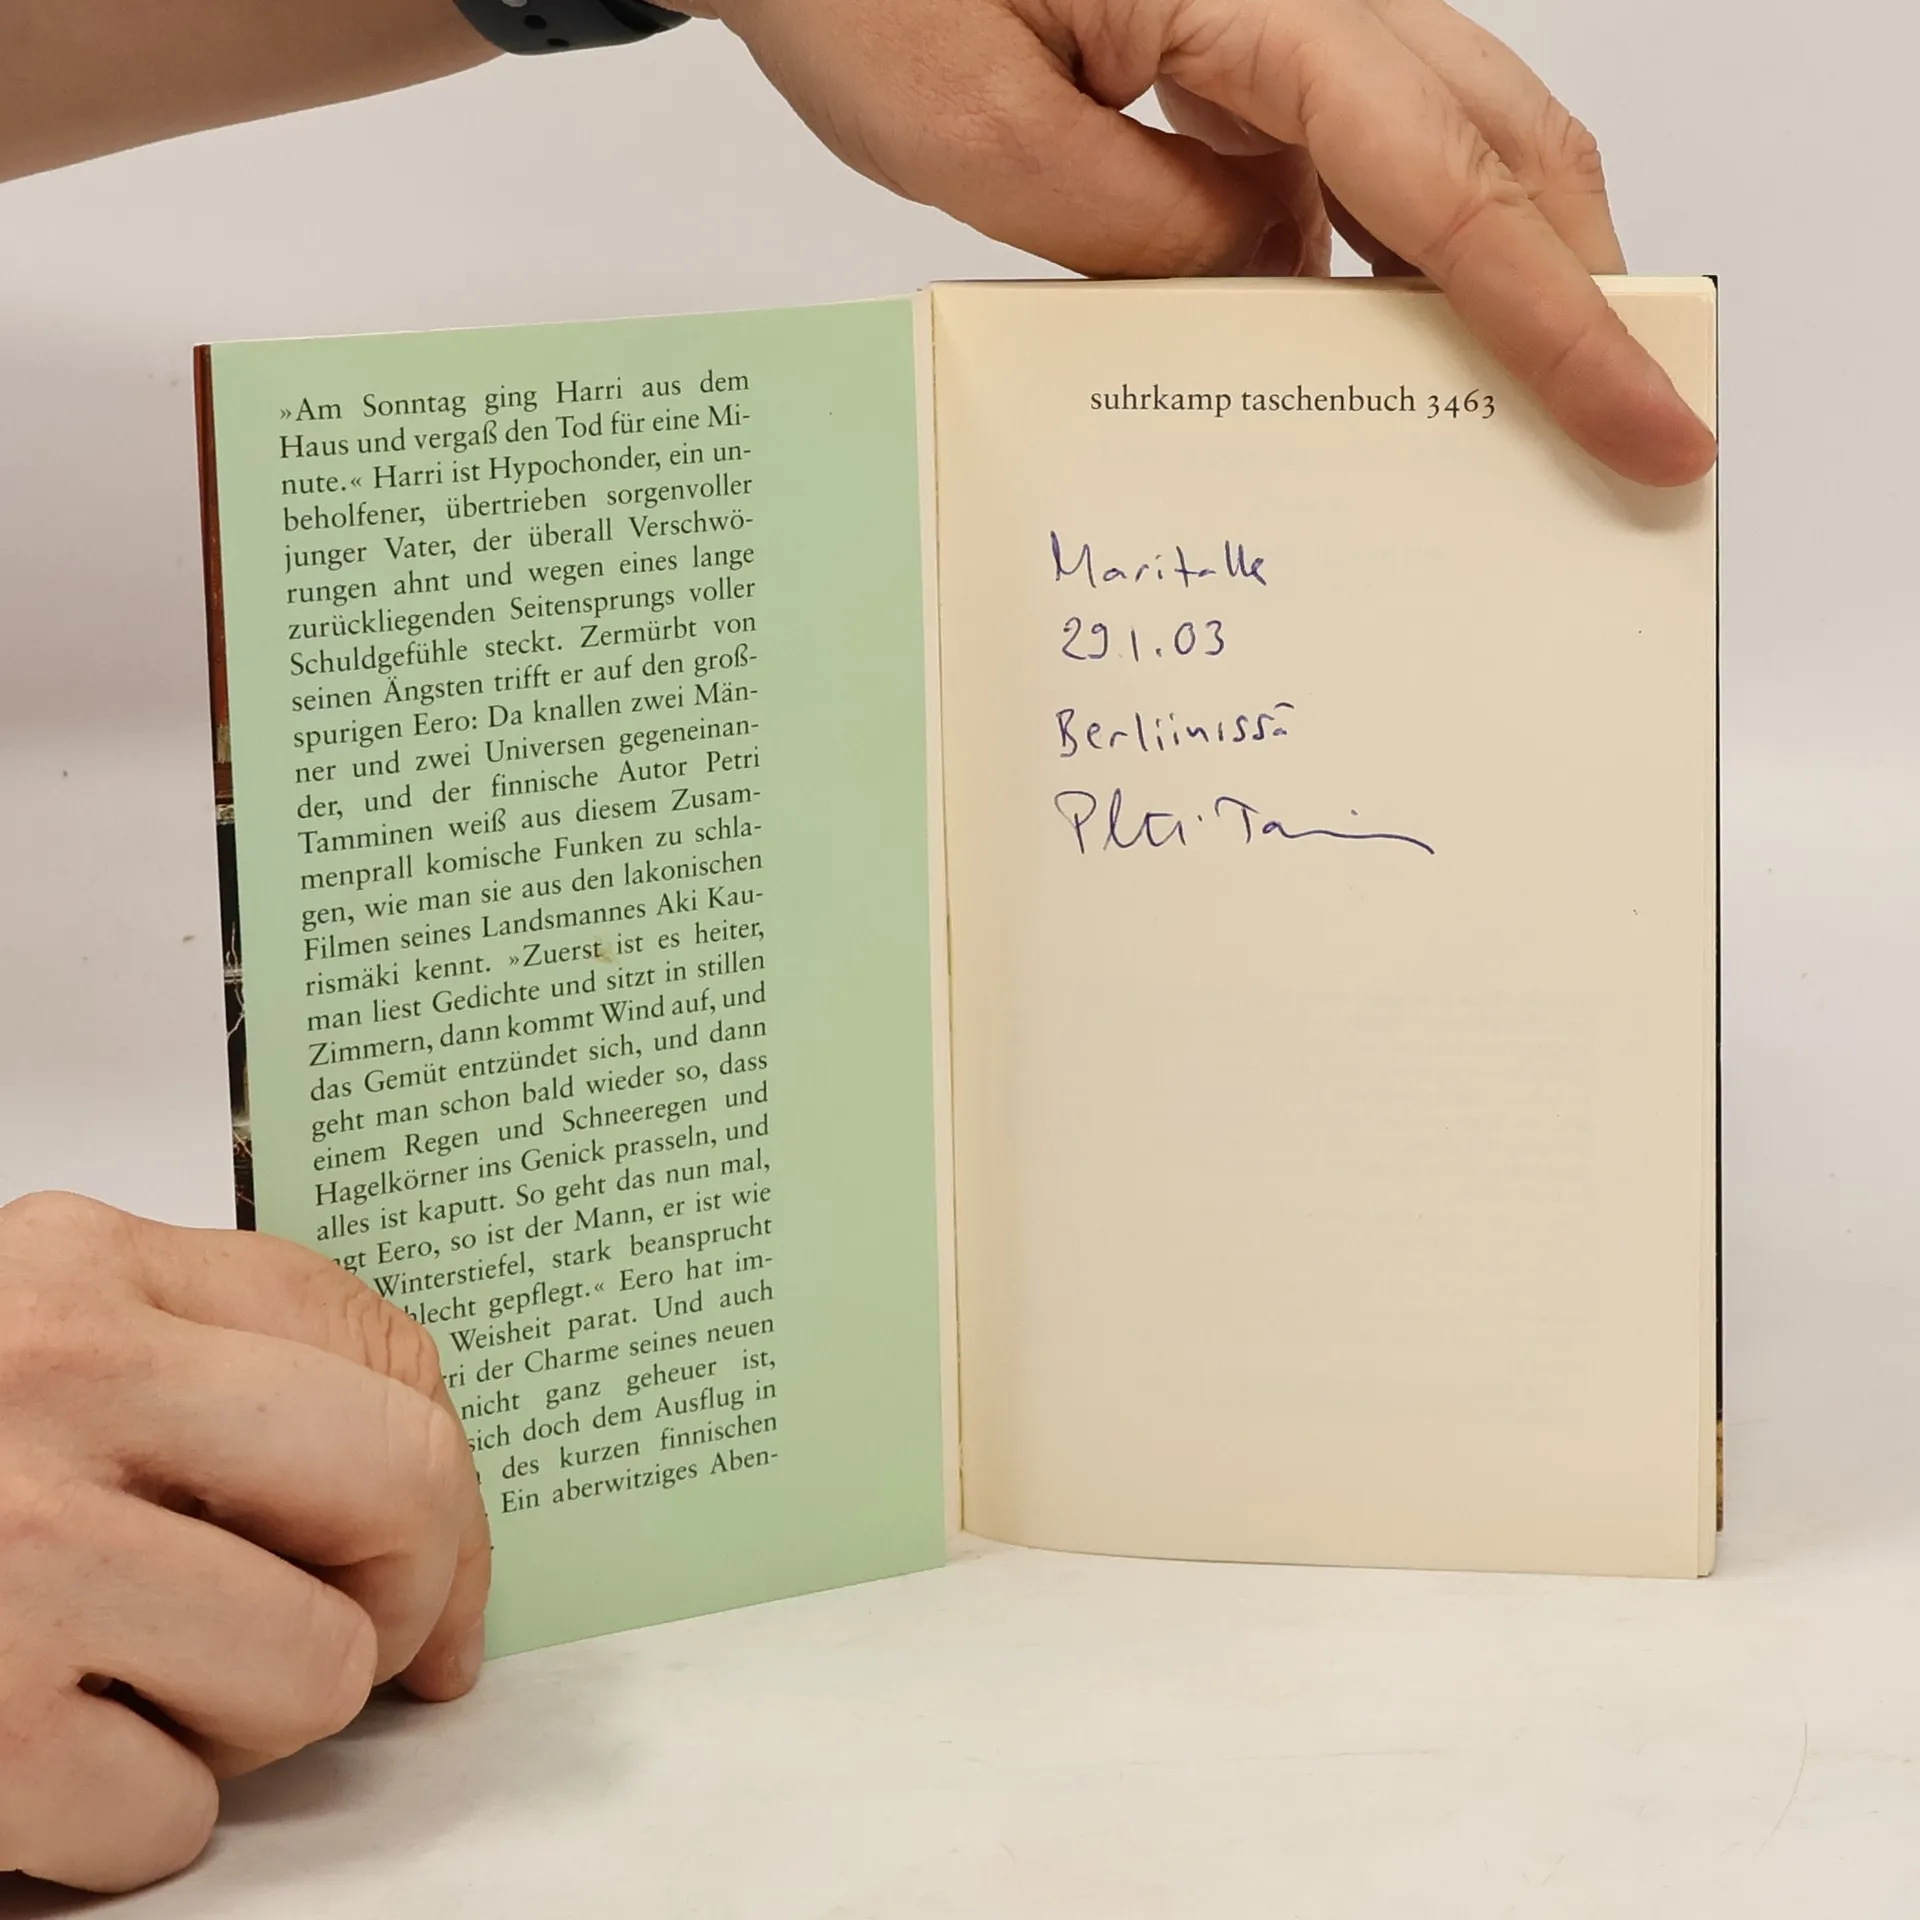 »Am Sonntag ging Harri aus dem
Haus und vergaß den Tod für eine Mi-
nute.« Harri ist Hypochonder, ein un-
beholfener, übertrieben sorgenvoller
junger Vater, der überall Verschwö-
rungen ahnt und wegen eines lange
zurückliegenden Seitensprungs voller
Schuldgefühle steckt. Zermürbt von
seinen Ängsten trifft er auf den groß-
spurigen Eero: Da knallen zwei Män-
ner und zwei Universen gegeneinan-
der, und der finnische Autor Petri
Tamminen weiß aus diesem Zusam-
menprall komische Funken zu schla-
gen, wie man sie aus den lakonischen
Filmen seines Landsmannes Aki Kau-
rismäki kennt. »Zuerst ist es heiter,
man liest Gedichte und sitzt in stillen
Zimmern, dann kommt Wind auf, und
das Gemüt entzündet sich, und dann
geht man schon bald wieder so, dass
einem Regen und Schneeregen und
Hagelkörner ins Genick prasseln, und
alles ist kaputt. So geht das nun mal,
gt Eero, so ist der Mann, er ist wie
Winterstiefel, stark beansprucht
hlecht gepflegt.« Eero hat im-
Weisheit parat. Und auch
ri der Charme seines neuen
nicht ganz geheuer ist,
sich doch dem Ausflug in
des kurzen finnischen
Ein aberwitziges Aben-
suhrkamp taschenbuch 3463
Maritalle
29.1.03
Berliinissä
Petri Tamminen